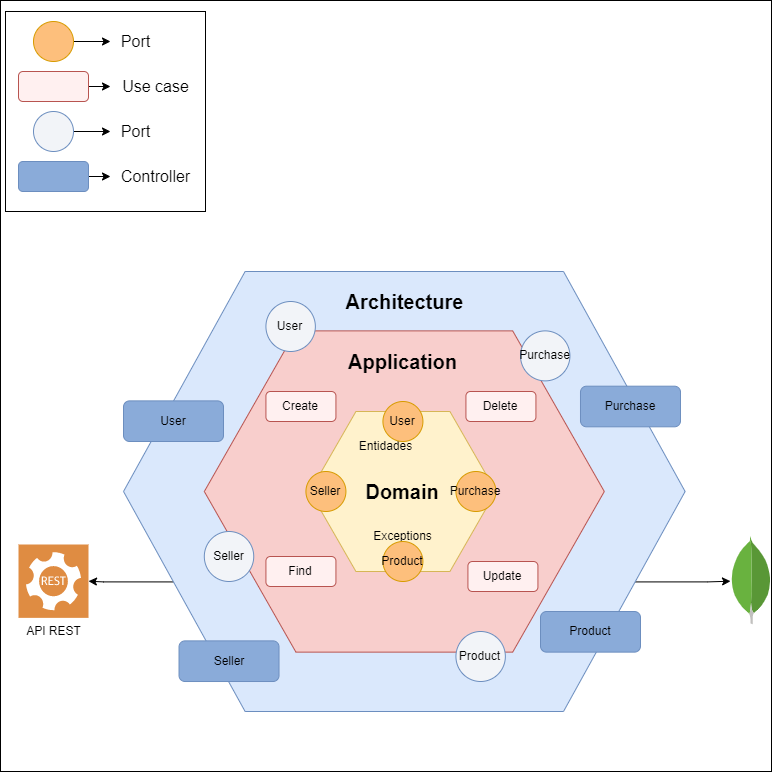 Port
Use case
Port
Controller
Architecture
User
Application
Purchase
Create
Delete
User
Purchase
User
Entidades
Seller
Domain
Purchase
Exceptions
Product
Seller
Find
Update
REST
API REST
Product
Product
Seller